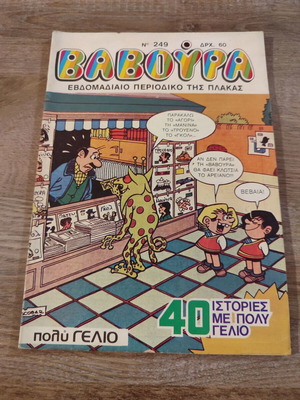 Νο 249 ΔΡΧ. 60
ΒΑΒΟΥΡΑ
ΕΒΔΟΜΑΔΙΑΙΟ ΠΕΡΙΟΔΙΚΟ ΤΗΣ ΠΛΑΚΑΣ
ΠΑΡΑΚΑΛΩ
ΤΟ «ΑΓΟΡΙ»
ΤΗ «ΜΑΝΙΝΑ»
ΤΟ «ΤΡΟΥΕΝΟ»
ΤΟ «ΓΚΟΛ»...
ΑΝ ΔΕΝ ΠΑΡΕΙ
ΤΗ «ΒΑΒΟΥΡΑ»
ΘΑ ΦΑΕΙ ΚΛΩΤΣΙΑ
ΤΟ ΑΡΕΙΑΝΟ!
ΒΕΒΑΙΑ!
40 ΙΣΤΟΡΙΕΣ
ΜΕ ΠΟΛΥ
ΓΕΛΙΟ
πολύ ΓΕΛΙΟ